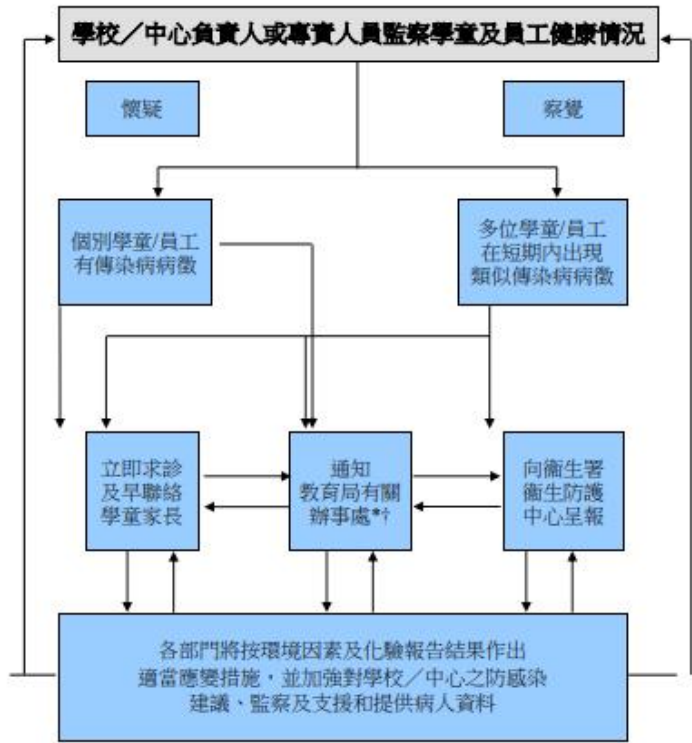 學校／中心負責人或專責人員監察學童及員工健康情況
懷疑
察覺
個別學童/員工
有傳染病病徵
多位學童/員工
在短期內出現
類似傳染病病徵
立即求診
及早聯絡
學童家長
通知
教育局有關
辦事處*†
向衞生署
衞生防護
中心呈報
各部門將按環境因素及化驗報告結果作出
適當應變措施，並加強對學校／中心之防感染
建議、監察及支援和提供病人資料